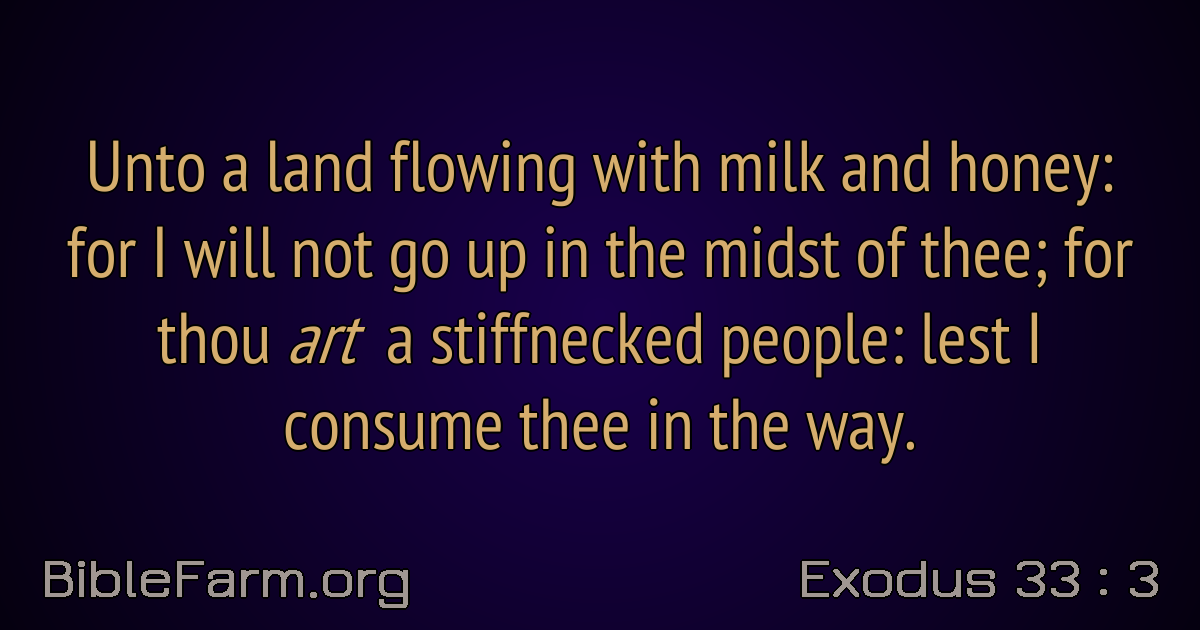 Unto a land flowing with milk and honey:
for I will not go up in the midst of thee; for
thou art a stiffnecked people: lest I
consume thee in the way.
BibleFarm.org
Exodus 33 : 3